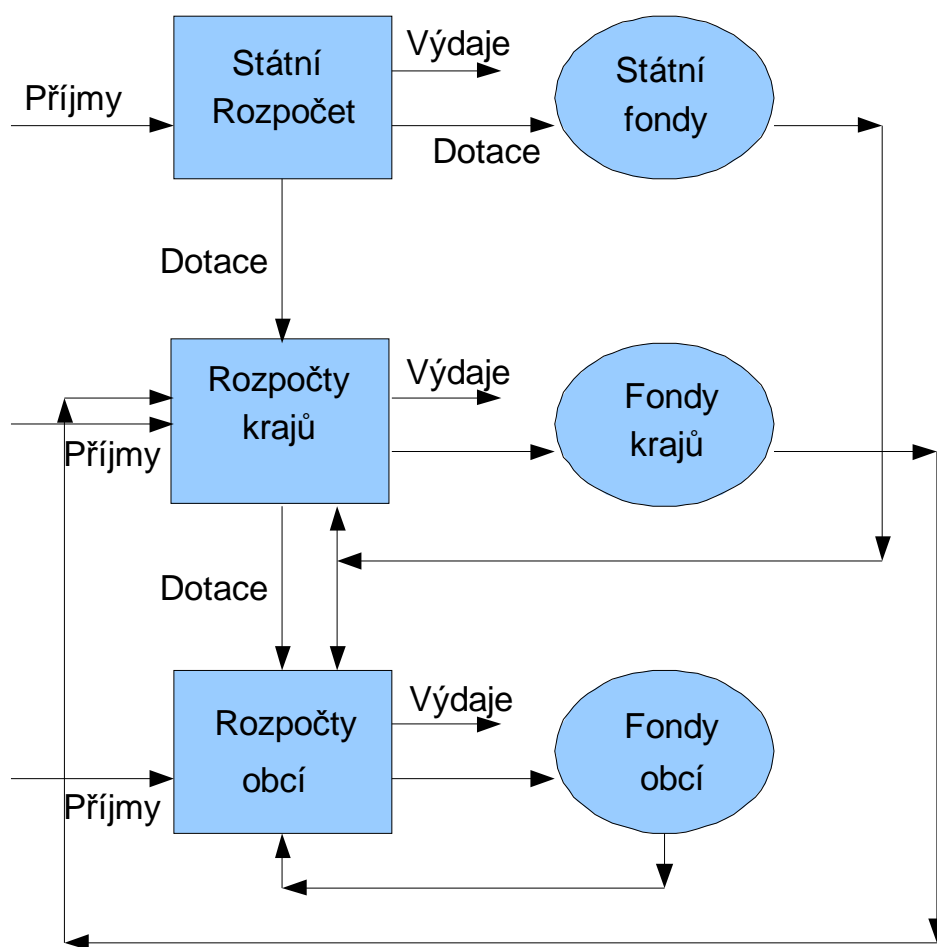 Státní
Rozpočet
Výdaje
Státní
fondy
Příjmy
Dotace
Dotace
Rozpočty
krajů
Výdaje
Fondy
krajů
Příjmy
Dotace
Rozpočty
obcí
Výdaje
Fondy
obcí
Příjmy